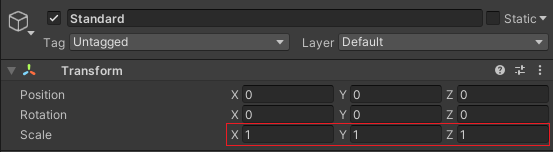 Standard Static
Tag Untagged Layer Default
Transform
Position X 0 Y 0 Z 0
Rotation X 0 Y 0 Z 0
Scale X 1 Y 1 Z 1